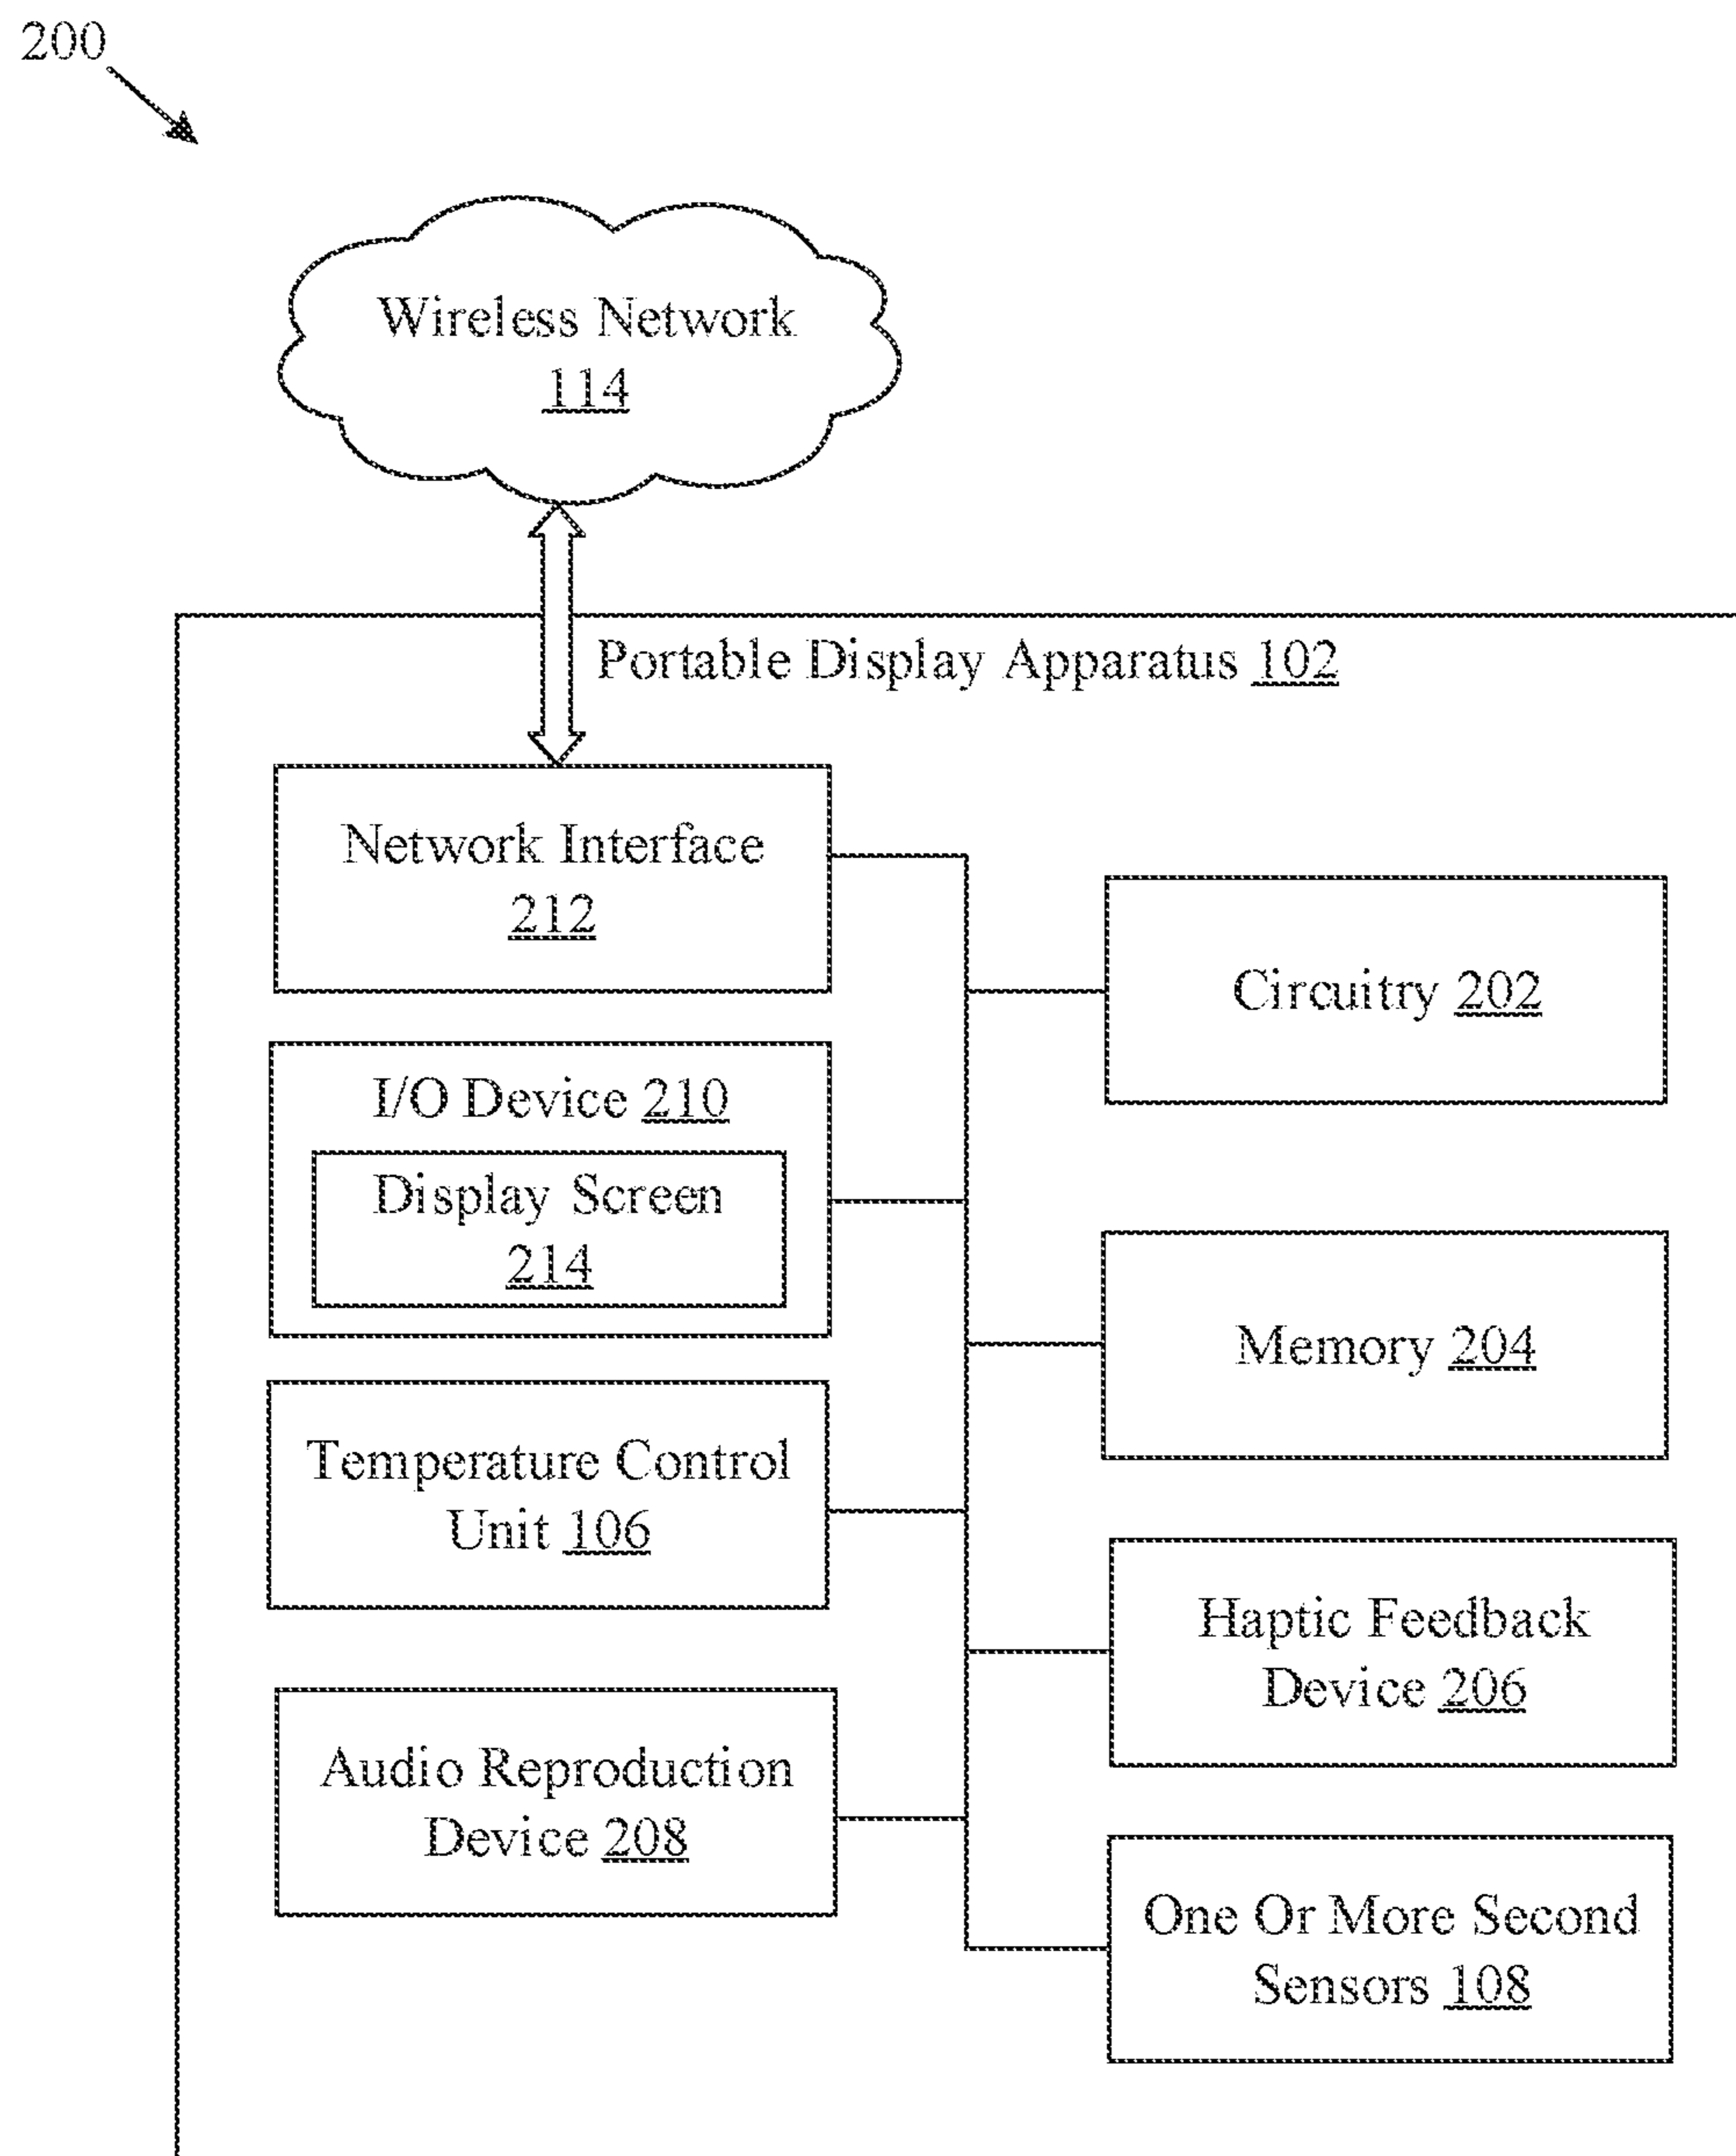 200
Wireless Network
114
Portable Display Apparatus 102
Network Interface
212
Circuitry 202
I/O Device 210
Display Screen
214
Memory 204
Temperature Control
Unit 106
Haptic Feedback
Device 206
Audio Reproduction
Device 208
One Or More Second
Sensors 108